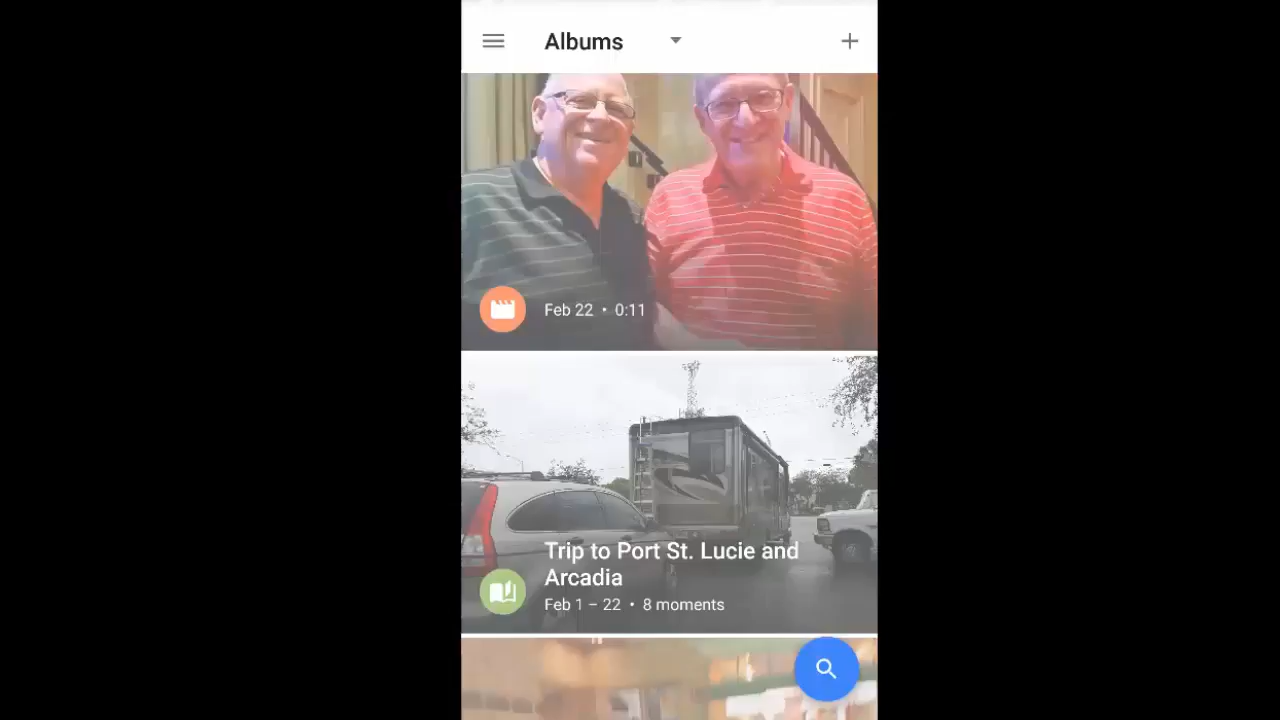 Albums
Feb 22 • 0:11
Trip to Port St. Lucie and
Arcadia
Feb 1 – 22 • 8 moments